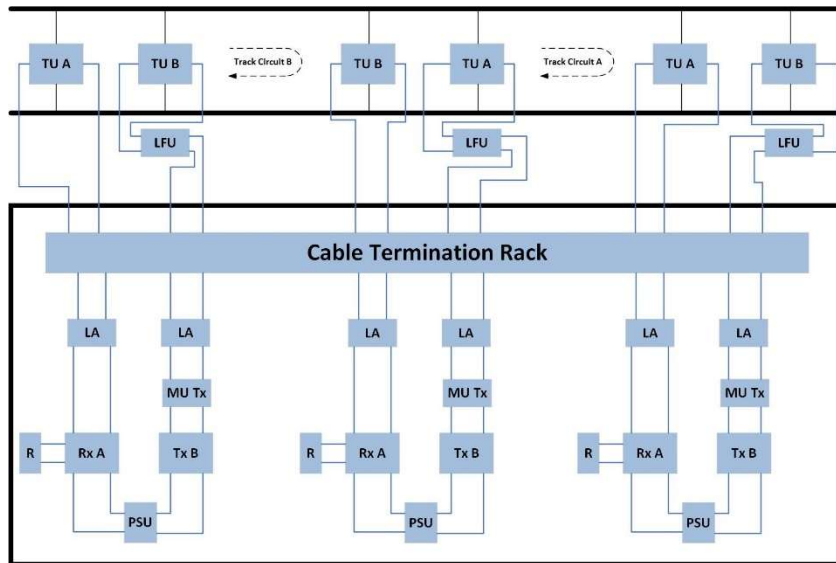 TU A
TU B
Track Circuit B
TU B
TU A
Track Circuit A
TU A
TU B
LFU
LFU
LFU
Cable Termination Rack
LA
LA
LA
LA
LA
LA
MU Tx
MU Tx
MU Tx
R
Rx A
Tx B
R
Rx A
Tx B
R
Rx A
Tx B
PSU
PSU
PSU